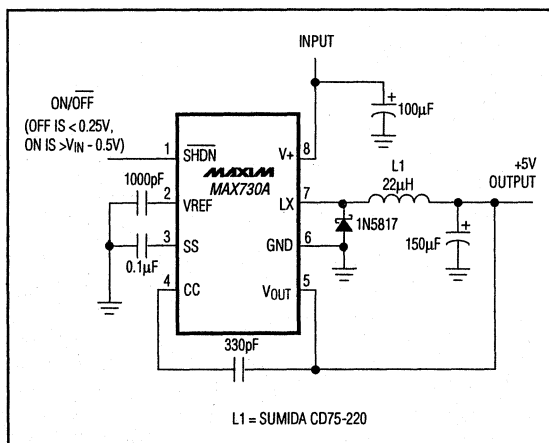 INPUT
ON/OFF
(OFF IS < 0.25V,
ON IS >VIN - 0.5V)
100µF
+
1
SHDN
V+
8
MAXIM
MAX730A
L1
22µH
+5V
OUTPUT
1000pF
2
VREF
LX
7
1N5817
+
150µF
3
SS
GND
6
0.1µF
4
CC
VOUT
5
330pF
L1 = SUMIDA CD75-220